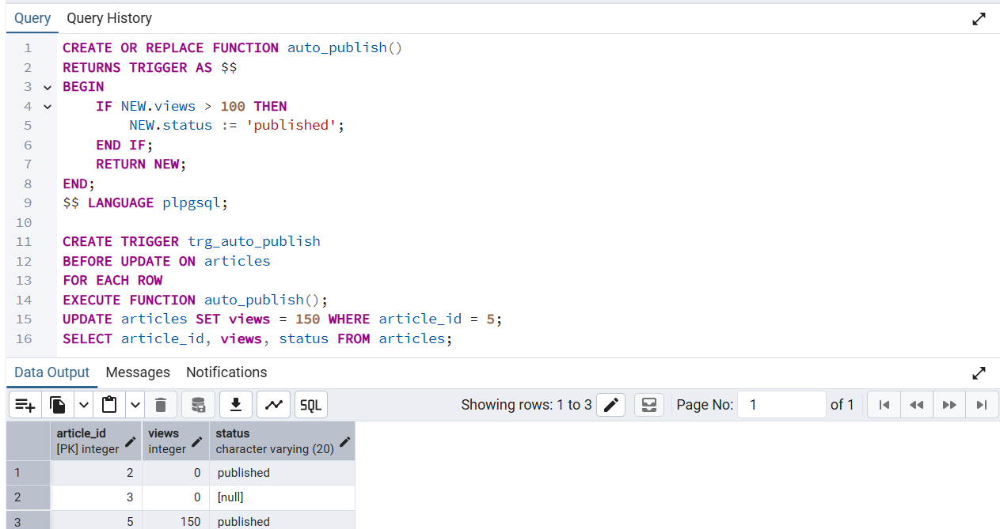 Query Query History
1 CREATE OR REPLACE FUNCTION auto_publish()
2 RETURNS TRIGGER AS $$
3 BEGIN
4 IF NEW.views > 100 THEN
5 NEW.status := 'published';
6 END IF;
7 RETURN NEW;
8 END;
9 $$ LANGUAGE plpgsql;
10
11 CREATE TRIGGER trg_auto_publish
12 BEFORE UPDATE ON articles
13 FOR EACH ROW
14 EXECUTE FUNCTION auto_publish();
15 UPDATE articles SET views = 150 WHERE article_id = 5;
16 SELECT article_id, views, status FROM articles;
Data Output Messages Notifications
SQL Showing rows: 1 to 3 Page No: 1 of 1
article_id views status
[PK] integer integer character varying (20)
1 2 0 published
2 3 0 [null]
3 5 150 published